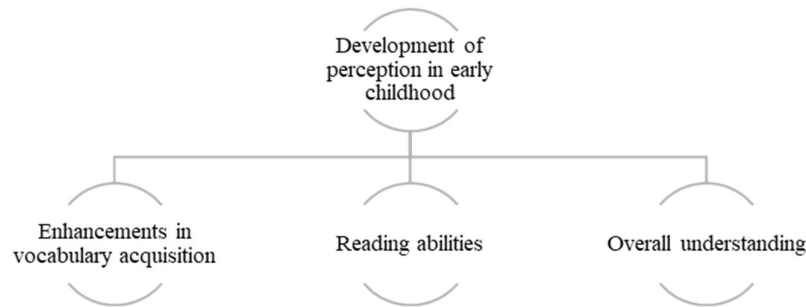 Development of
perception in early
childhood
Enhancements in
vocabulary acquisition
Reading abilities
Overall understanding